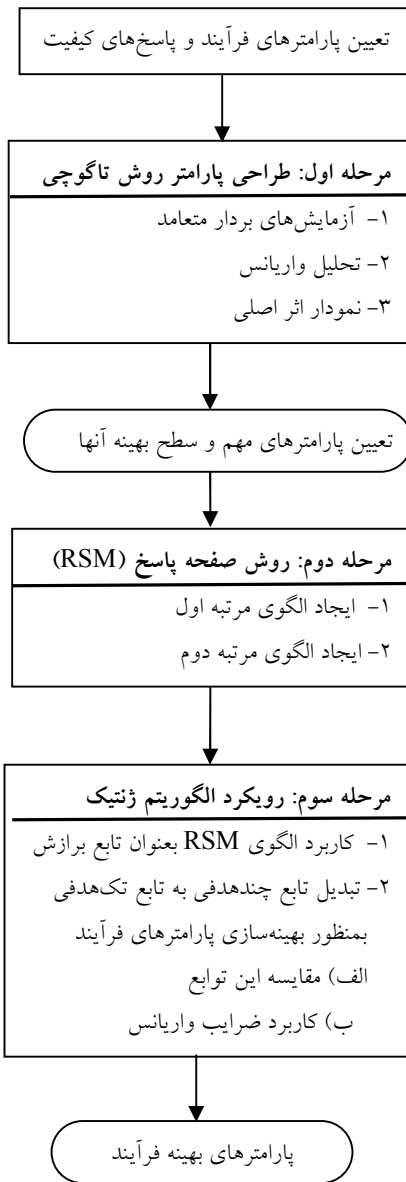 تعیین پارامترهای فرآیند و پاسخ‌های کیفیت
مرحله اول: طراحی پارامتر روش تاگوچی
۱- آزمایش‌های بردار متعامد
۲- تحلیل واریانس
۳- نمودار اثر اصلی
تعیین پارامترهای مهم و سطح بهینه آنها
مرحله دوم: روش صفحه پاسخ (RSM)
۱- ایجاد الگوی مرتبه اول
۲- ایجاد الگوی مرتبه دوم
مرحله سوم: رویکرد الگوریتم ژنتیک
۱- کاربرد الگوی RSM بعنوان تابع برازش
۲- تبدیل تابع چندهدفی به تابع تک‌هدفی
بمنظور بهینه‌سازی پارامترهای فرآیند
الف) مقایسه این توابع
ب) کاربرد ضرایب واریانس
پارامترهای بهینه فرآیند